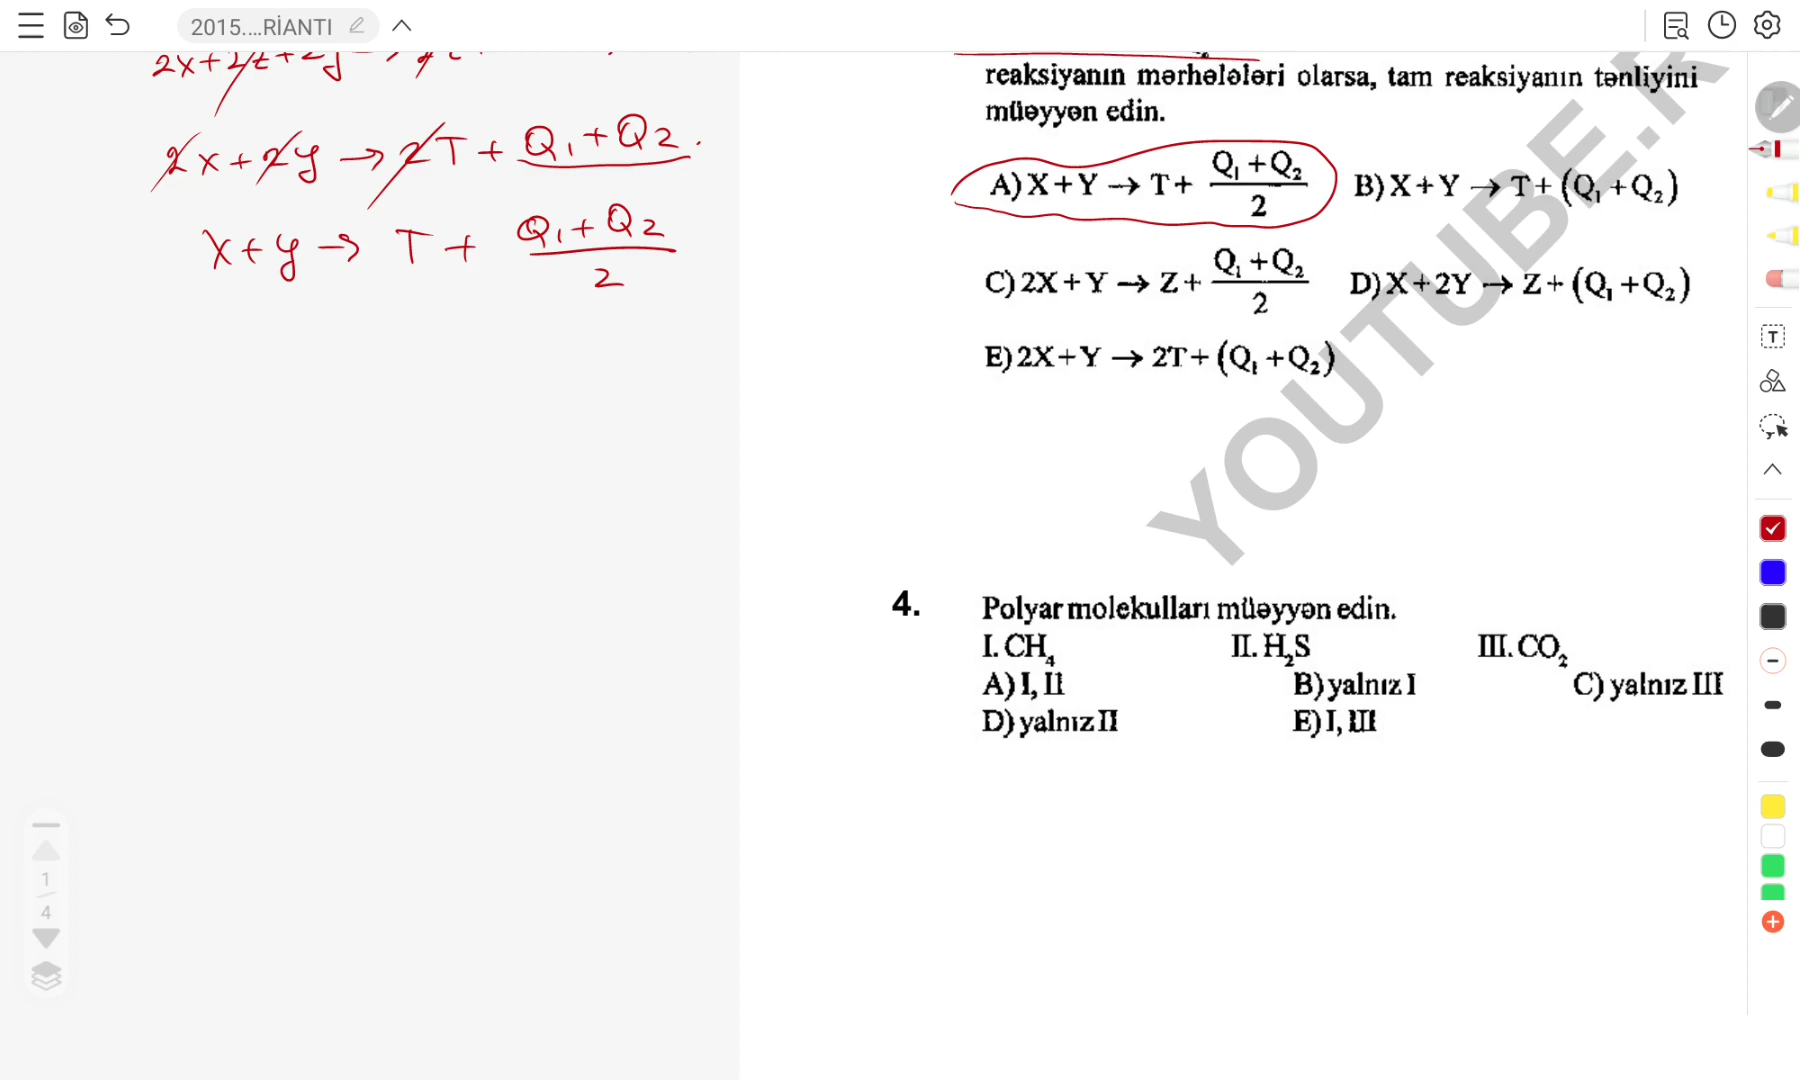 2015....RİANTI
2x + 2y → 2T + Q₁ + Q₂
x + y → T + Q₁ + Q₂ / 2
reaksiyanın mərhələləri olarsa, tam reaksiyanın tənliyini
müəyyən edin.
A) X + Y → T + Q₁ + Q₂ / 2 B) X + Y → T + (Q₁ + Q₂)
C) 2X + Y → Z + Q₁ + Q₂ / 2 D) X + 2Y → Z + (Q₁ + Q₂)
E) 2X + Y → 2T + (Q₁ + Q₂)
YOUTUBE.R
4. Polyar molekulları müəyyən edin.
I. CH₄ II. H₂S III. CO₂
A) I, II B) yalnız I C) yalnız III
D) yalnız II E) I, III
1
4
T